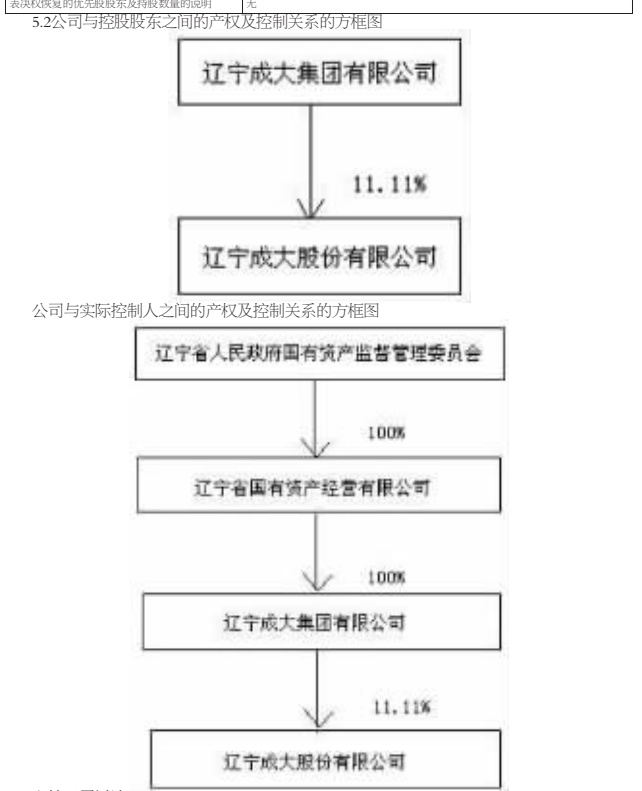 表决权恢复的优先股股东及持股数量的说明 无
5.2公司与控股股东之间的产权及控制关系的方框图
辽宁成大集团有限公司
11.11%
辽宁成大股份有限公司
公司与实际控制人之间的产权及控制关系的方框图
辽宁省人民政府国有资产监督管理委员会
100%
辽宁省国有资产经营有限公司
100%
辽宁成大集团有限公司
11.11%
辽宁成大股份有限公司